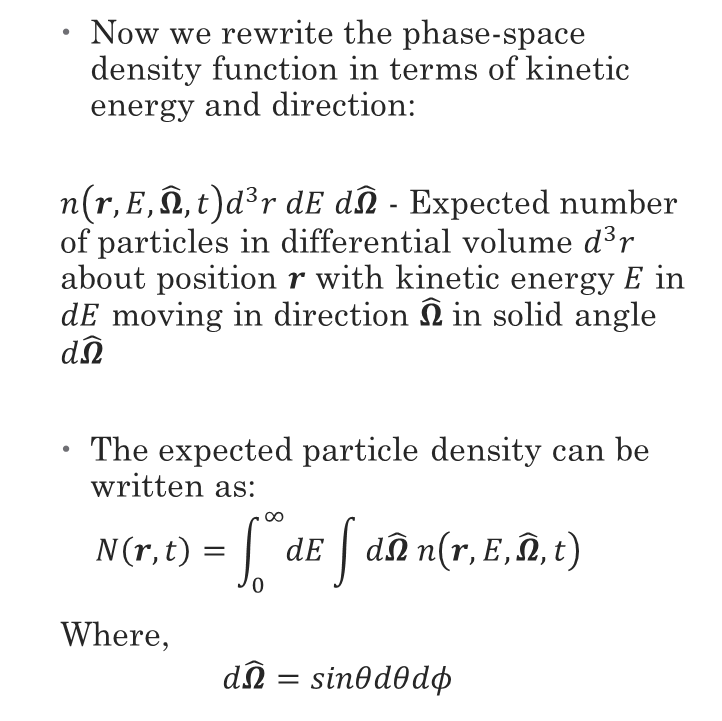 • Now we rewrite the phase-space
density function in terms of kinetic
energy and direction:
n(r, E, Ω̂, t)d³r dE dΩ̂ - Expected number
of particles in differential volume d³r
about position r with kinetic energy E in
dE moving in direction Ω̂ in solid angle
dΩ̂
• The expected particle density can be
written as:
N(r, t) = ∫₀^∞ dE ∫ dΩ̂ n(r, E, Ω̂, t)
Where,
dΩ̂ = sinθdθdϕ